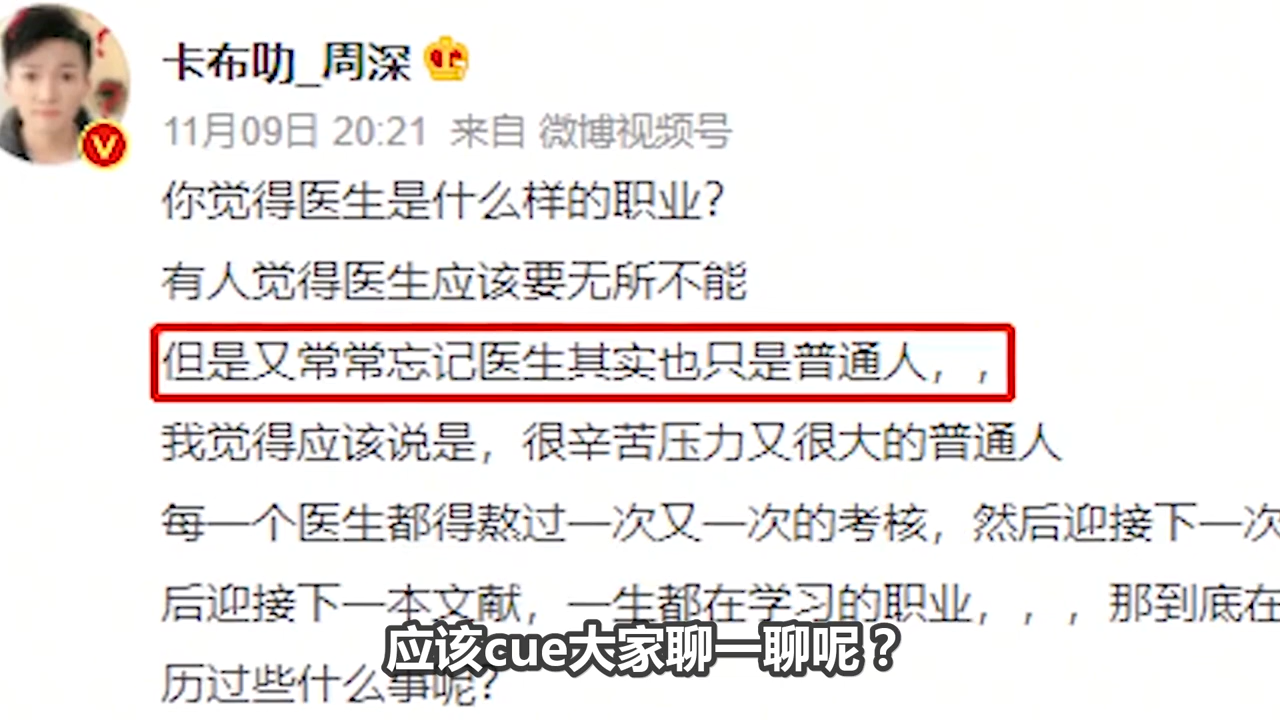 卡布叻_周深
11月09日 20:21 来自 微博视频号
你觉得医生是什么样的职业？
有人觉得医生应该要无所不能
但是又常常忘记医生其实也只是普通人，，
我觉得应该说是，很辛苦压力又很大的普通人
每一个医生都得熬过一次又一次的考核，然后迎接下一次
后迎接下一本文献，一生都在学习的职业，，，那到底在
历过些什么事呢？
应该cue大家聊一聊呢？